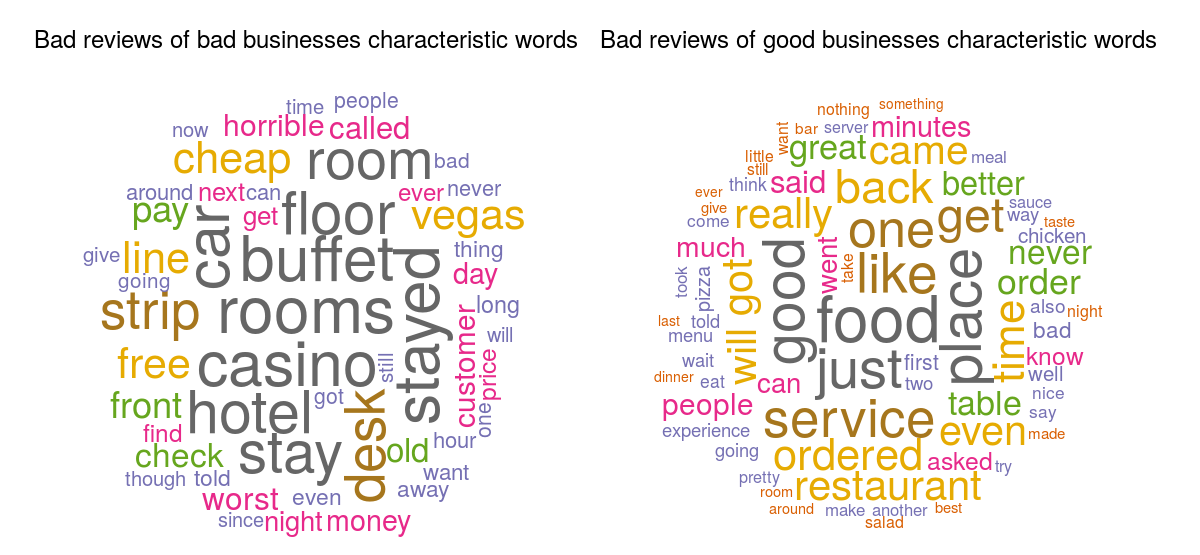 Bad reviews of bad businesses characteristic words
time people
now horrible called
cheap room bad
around next can ever never
pay get floor vegas
car
give line buffet thing
going day
stayed
strip rooms customer long
will
free casino still price
front hotel got one
find desk
check stay old hour
though told want
worst even away
since night money
Bad reviews of good businesses characteristic words
nothing something
want bar server minutes
little great came meal
still
think said back better
ever
give really one get sauce
come way taste
much good went chicken
took pizza got take like place never
order
last told food time also night
menu will bad
wait just first know
dinner eat can two well
people table nice
say
experience service even made
going ordered asked try
pretty
room restaurant
around make another best
salad